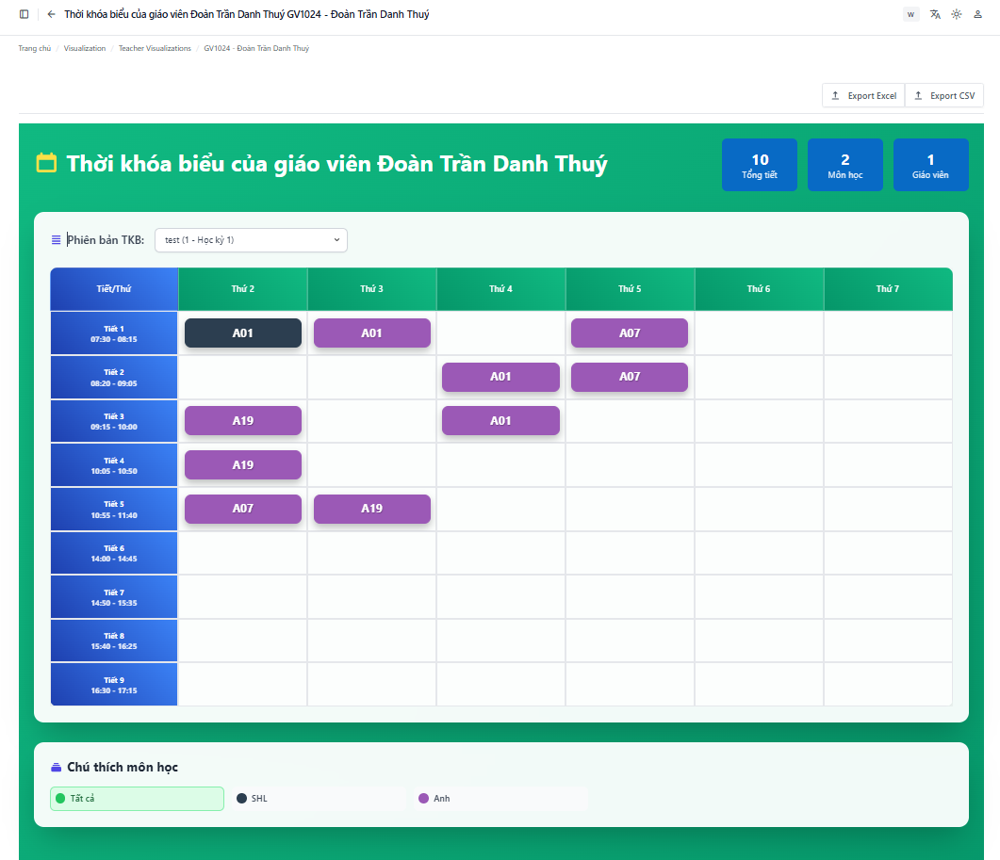 Thời khóa biểu của giáo viên Đoàn Trần Danh Thuý GV1024 - Đoàn Trần Danh Thuý
W
Trang chủ / Visualization / Teacher Visualizations / GV1024 - Đoàn Trần Danh Thuý
Export Excel Export CSV
Thời khóa biểu của giáo viên Đoàn Trần Danh Thuý
10 2 1
Tổng tiết Môn học Giáo viên
Phiên bản TKB: test (1 - Học kỳ 1)
Tiết/Thứ Thứ 2 Thứ 3 Thứ 4 Thứ 5 Thứ 6 Thứ 7
Tiết 1
07:30 - 08:15
A01 A01 A07
Tiết 2
08:20 - 09:05
A01 A07
Tiết 3
09:15 - 10:00
A19 A01
Tiết 4
10:05 - 10:50
A19
Tiết 5
10:55 - 11:40
A07 A19
Tiết 6
14:00 - 14:45
Tiết 7
14:50 - 15:35
Tiết 8
15:40 - 16:25
Tiết 9
16:30 - 17:15
Chú thích môn học
Tất cả SHL Anh